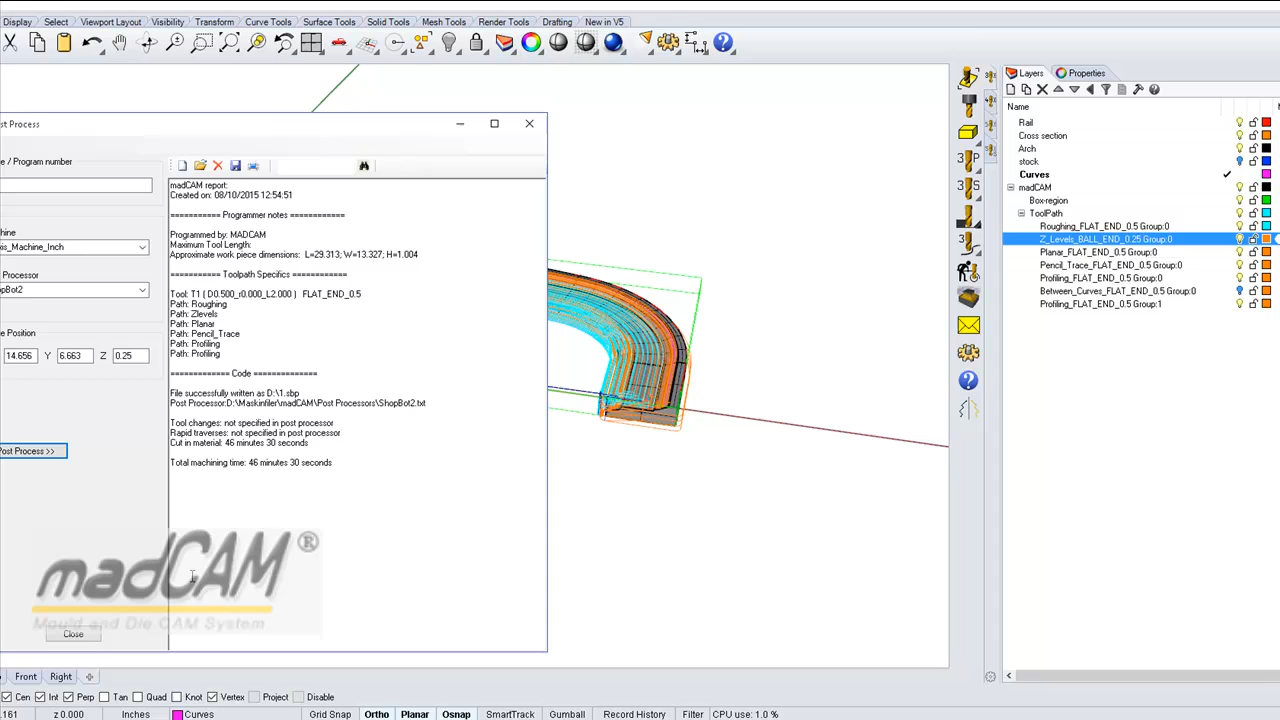 Display Select Viewport Layout Visibility Transform Curve Tools Surface Tools Solid Tools Mesh Tools Render Tools Drafting New in V5
Layers Properties
Name
Rail
Cross section
Arch
stock
Curves
madCAM
Box-region
ToolPath
Roughing_FLAT_END_0.5 Group:0
Z_Levels_BALL_END_0.25 Group:0
Planar_FLAT_END_0.5 Group:0
Pencil_Trace_FLAT_END_0.5 Group:0
Profiling_FLAT_END_0.5 Group:0
Between_Curves_FLAT_END_0.5 Group:0
Profiling_FLAT_END_0.5 Group:1
ost Process
e / Program number
chine
xis_Machine_Inch
Processor
opBot2
e Position
14.656 Y 6.663 Z 0.25
ost Process >>
Close
madCAM report:
Created on: 08/10/2015 12:54:51
=========== Programmer notes ============
Programmed by: MADCAM
Maximum Tool Length:
Approximate work piece dimensions: L=29.313; W=13.327; H=1.004
=========== Toolpath Specifics ===========
Tool: T1 ( D0.500_r0.000_L2.000 ) FLAT_END_0.5
Path: Roughing
Path: Zlevels
Path: Planar
Path: Pencil_Trace
Path: Profiling
Path: Profiling
============= Code ==============
File successfully written as D:\1.sbp
Post Processor:D:\Maskinfiler\madCAM\Post Processors\ShopBot2.txt
Tool changes: not specified in post processor
Rapid traverses: not specified in post processor
Cut in material: 46 minutes 30 seconds
Total machining time: 46 minutes 30 seconds
madCAM®
Mould and Die CAM System
Front Right
Cen Int Perp Tan Quad Knot Vertex Project Disable
.161 z 0.000 Inches Curves Grid Snap Ortho Planar Osnap SmartTrack Gumball Record History Filter CPU use: 1.0 %